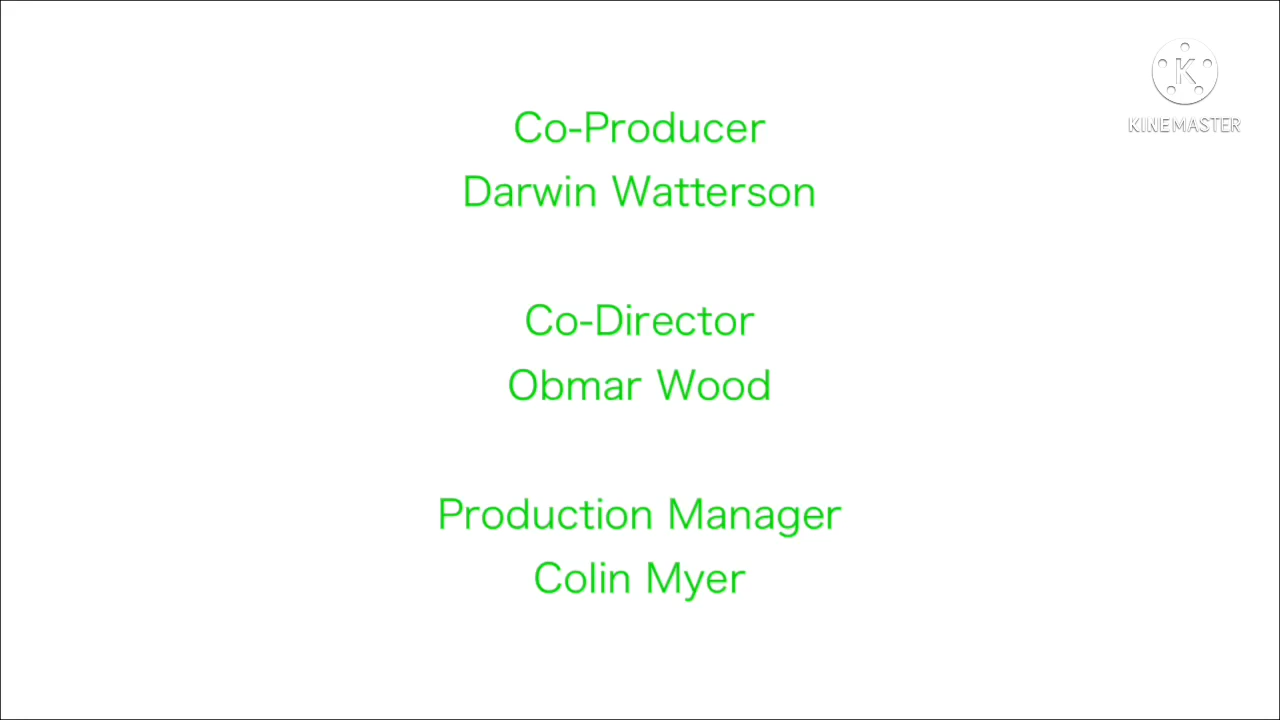 Co-Producer
Darwin Watterson
Co-Director
Obmar Wood
Production Manager
Colin Myer
K
KINEMASTER